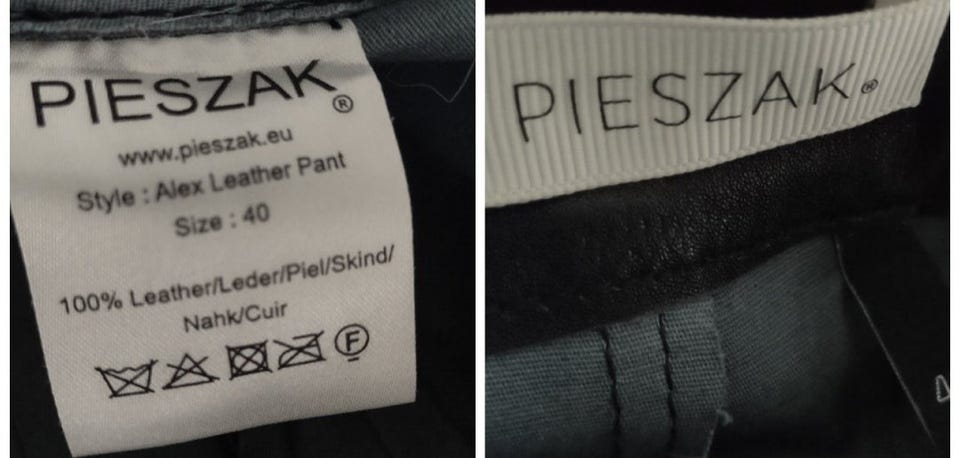 PIESZAK®
www.pieszak.eu
Style : Alex Leather Pant
Size : 40
100% Leather/Leder/Piel/Skind/
Nahk/Cuir
F
PIESZAK®